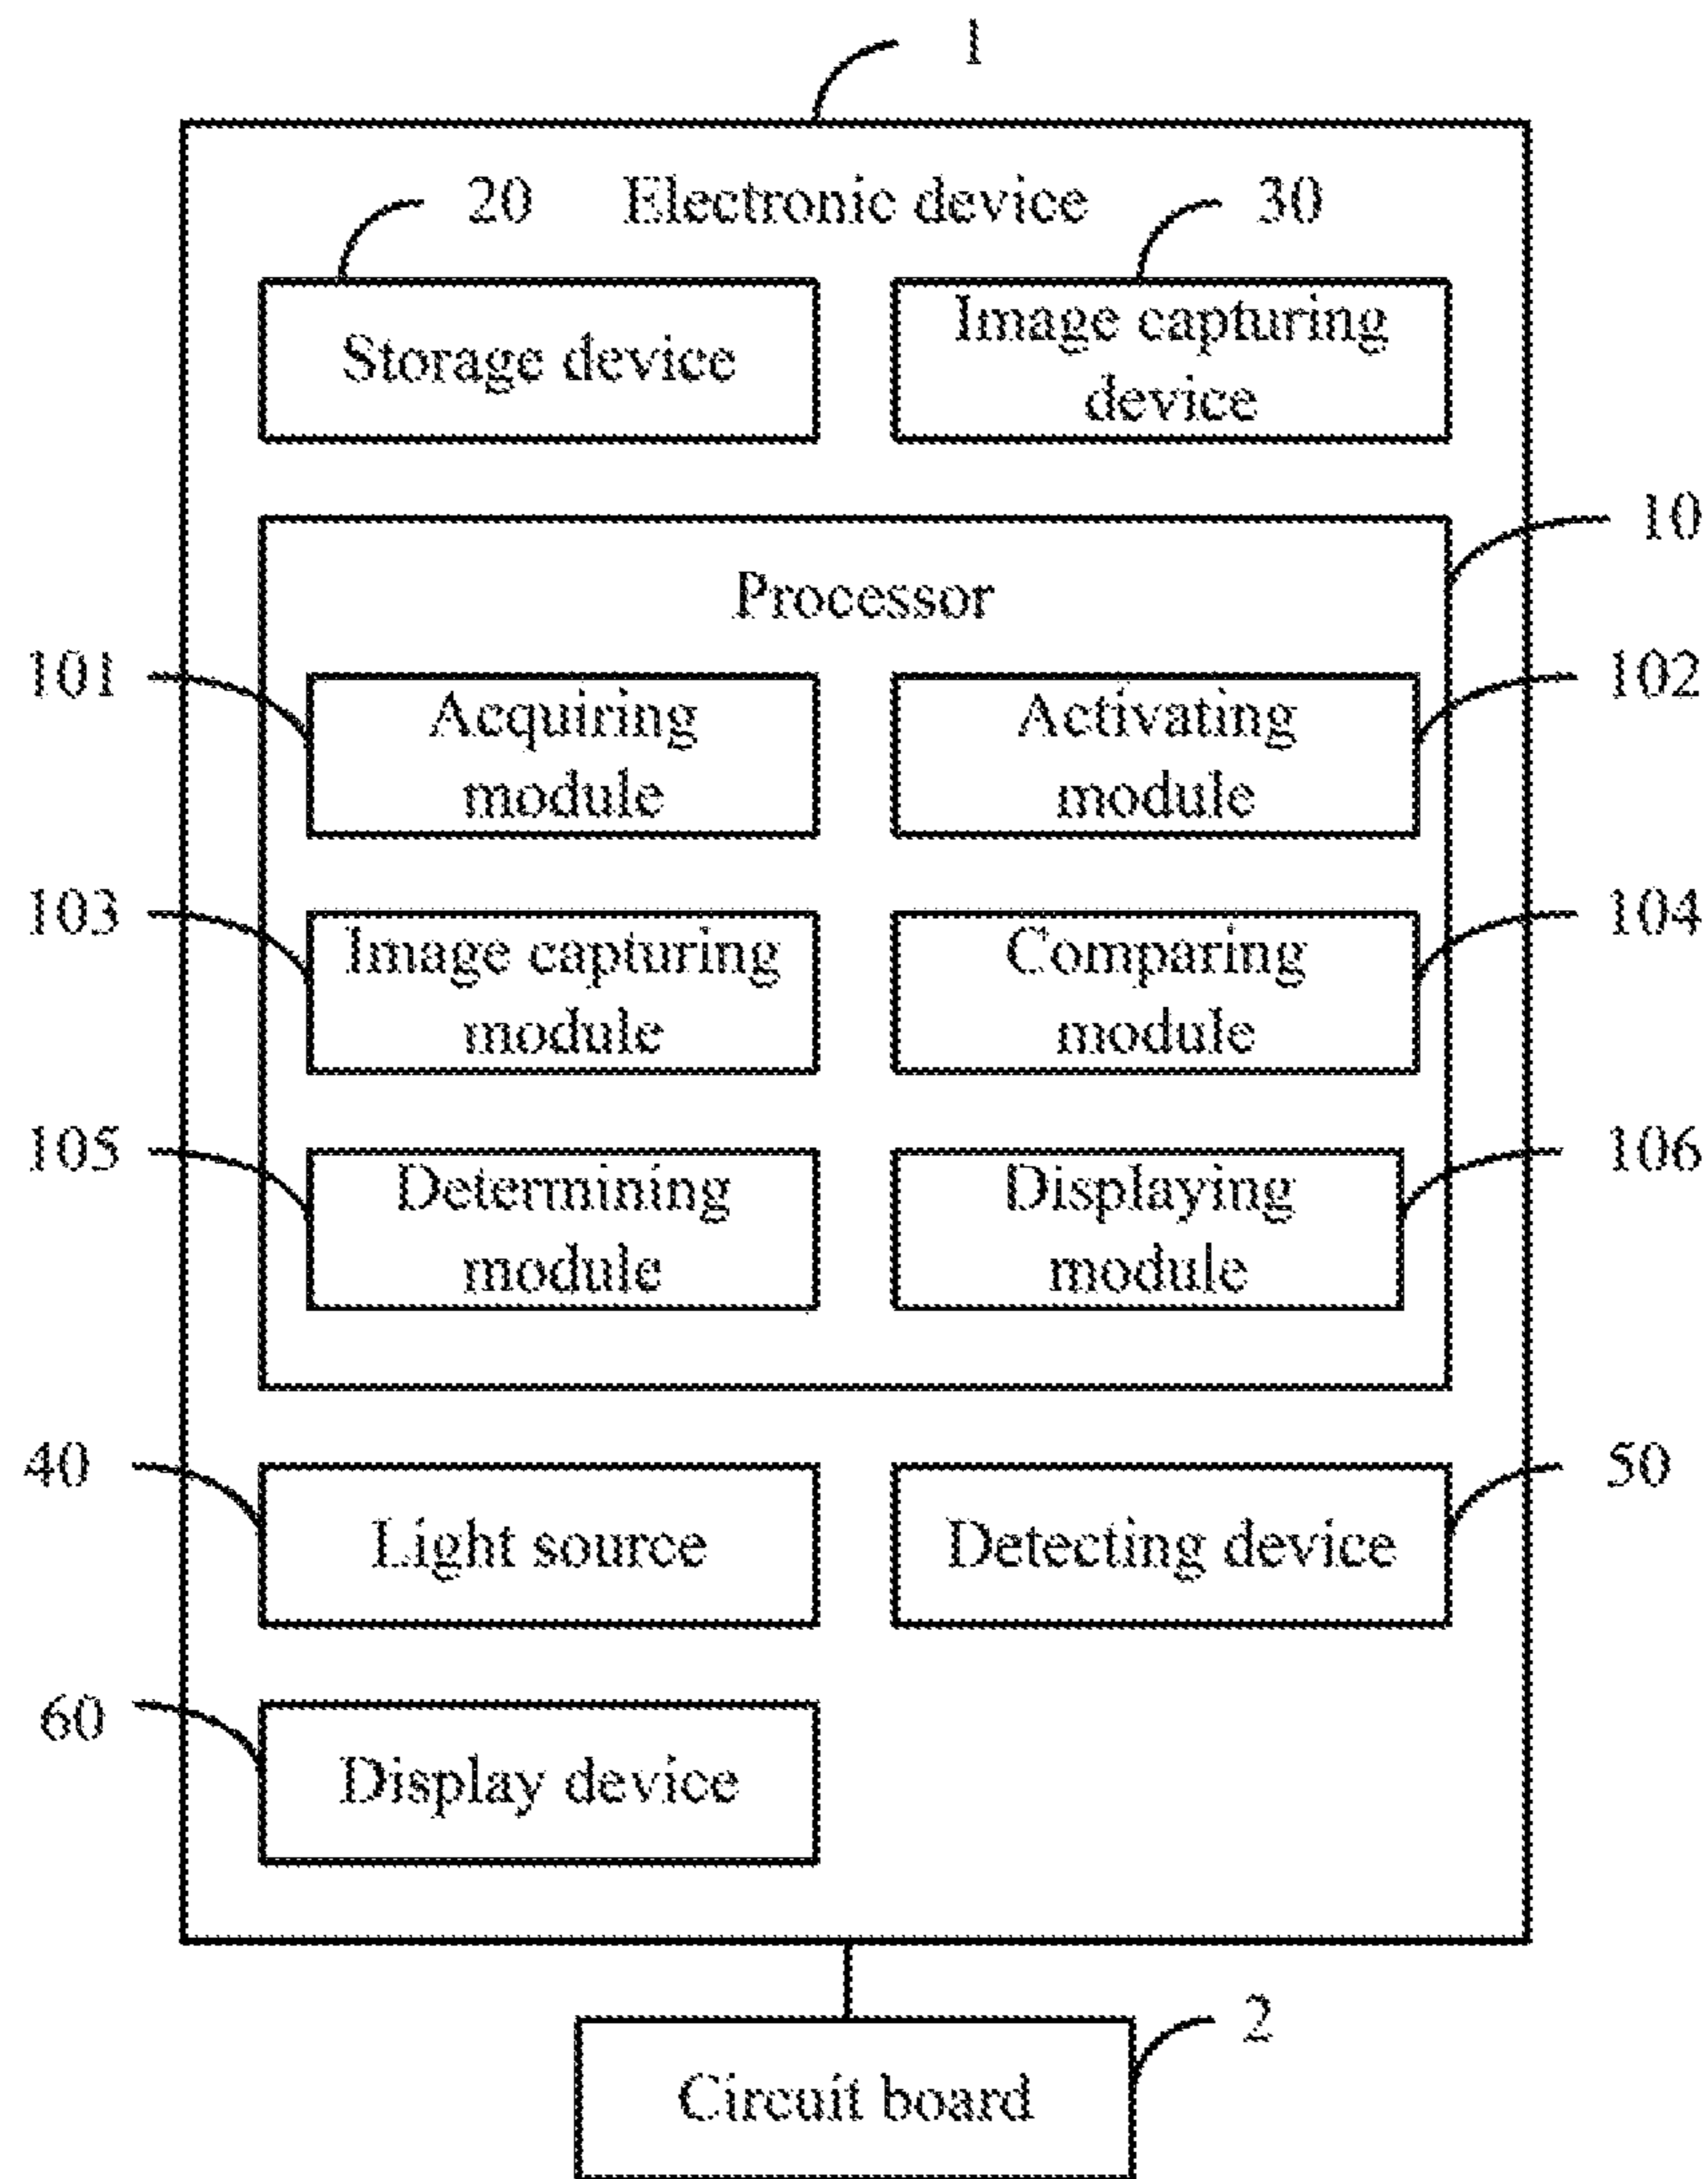 1
20 Electronic device 30
Storage device
Image capturing
device
10
Processor
101
Acquiring
module
Activating
module
102
103
Image capturing
module
Comparing
module
104
105
Determining
module
Displaying
module
106
40
Light source
Detecting device
50
60
Display device
2
Circuit board